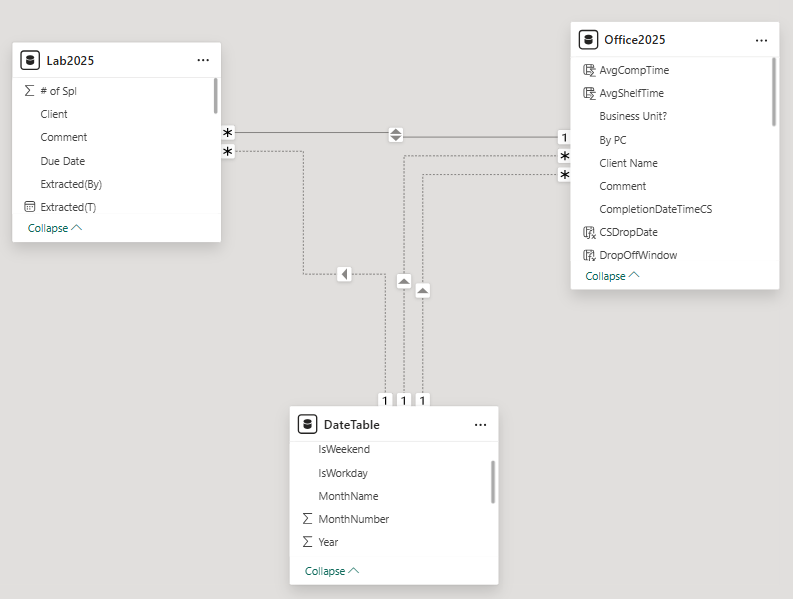 Lab2025
...
# of Spl
Client
Comment
Due Date
Extracted(By)
Extracted(T)
Collapse
Office2025
...
AvgCompTime
AvgShelfTime
Business Unit?
By PC
Client Name
Comment
CompletionDateTimeCS
CSDropDate
DropOffWindow
Collapse
*
*
1
*
*
1
1
1
DateTable
...
IsWeekend
IsWorkday
MonthName
MonthNumber
Year
Collapse